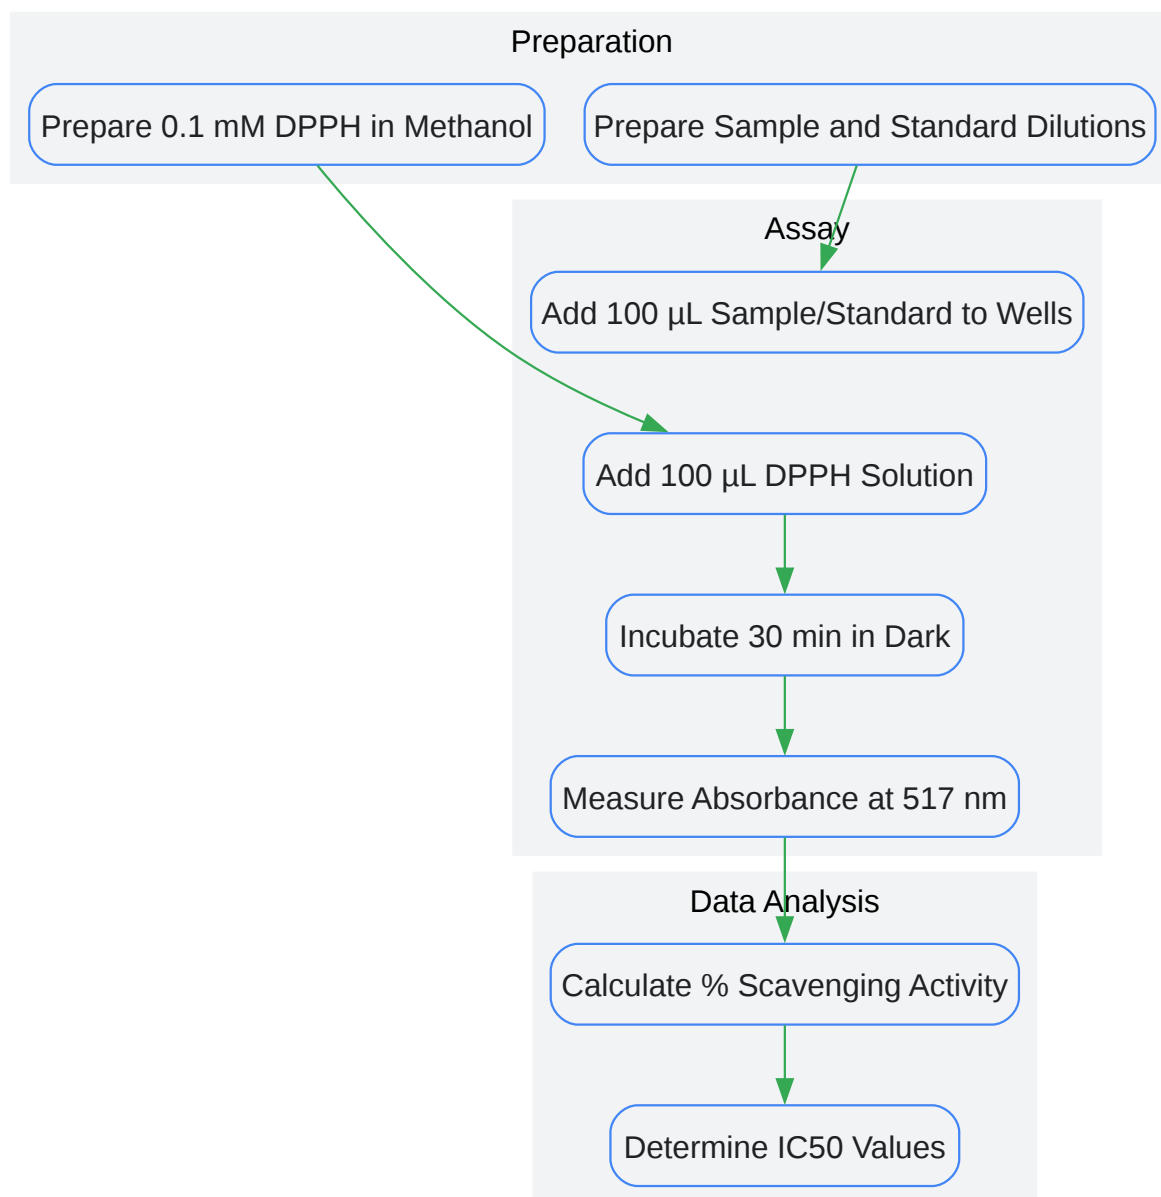 Preparation
Prepare 0.1 mM DPPH in Methanol
Prepare Sample and Standard Dilutions
Assay
Add 100 µL Sample/Standard to Wells
Add 100 µL DPPH Solution
Incubate 30 min in Dark
Measure Absorbance at 517 nm
Data Analysis
Calculate % Scavenging Activity
Determine IC50 Values